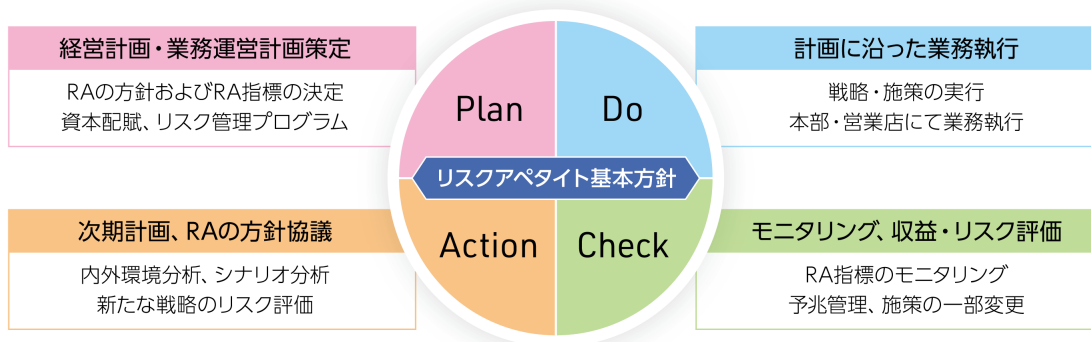 経営計画・業務運営計画策定
RAの方針およびRA指標の決定
資本配賦、リスク管理プログラム
Plan
Do
計画に沿った業務執行
戦略・施策の実行
本部・営業店にて業務執行
リスクアペタイト基本方針
次期計画、RAの方針協議
内外環境分析、シナリオ分析
新たな戦略のリスク評価
Action
Check
モニタリング、収益・リスク評価
RA指標のモニタリング
予兆管理、施策の一部変更